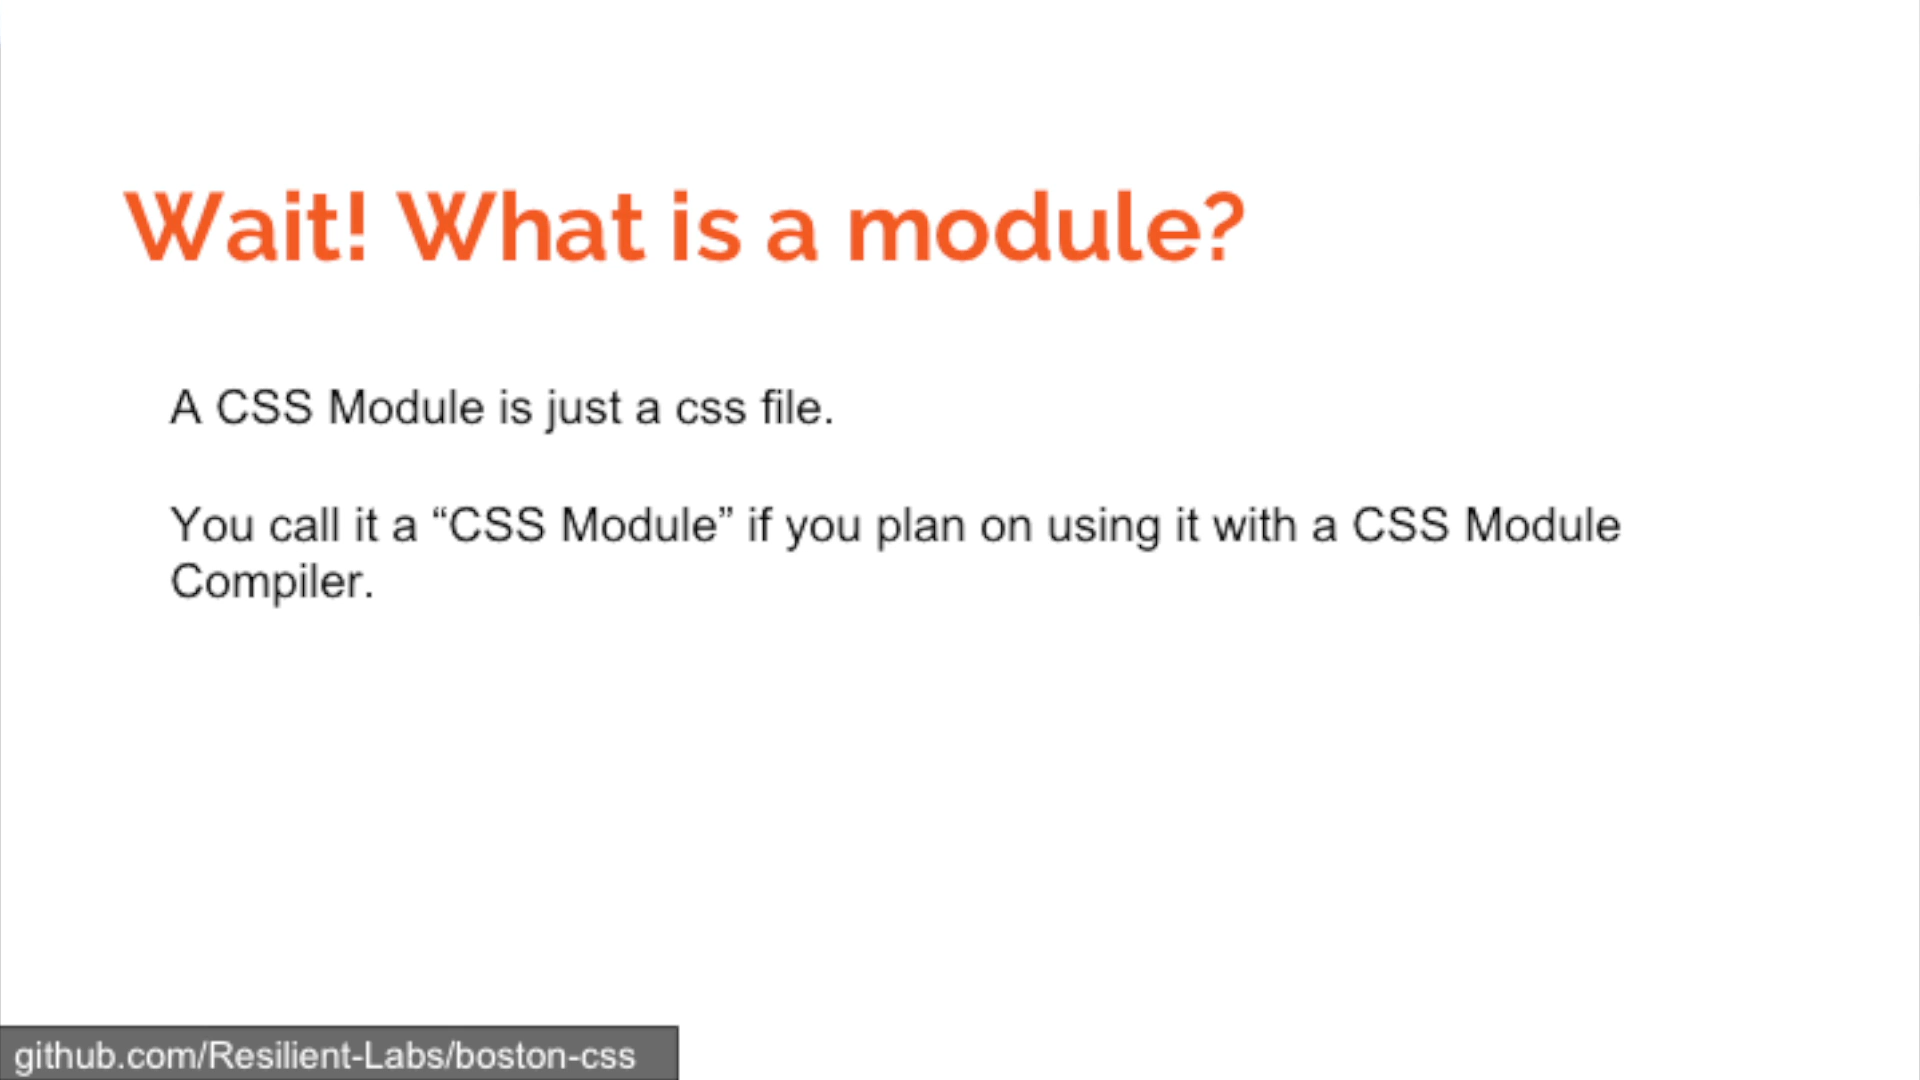 Wait! What is a module?
A CSS Module is just a css file.
You call it a “CSS Module” if you plan on using it with a CSS Module
Compiler.
github.com/Resilient-Labs/boston-css